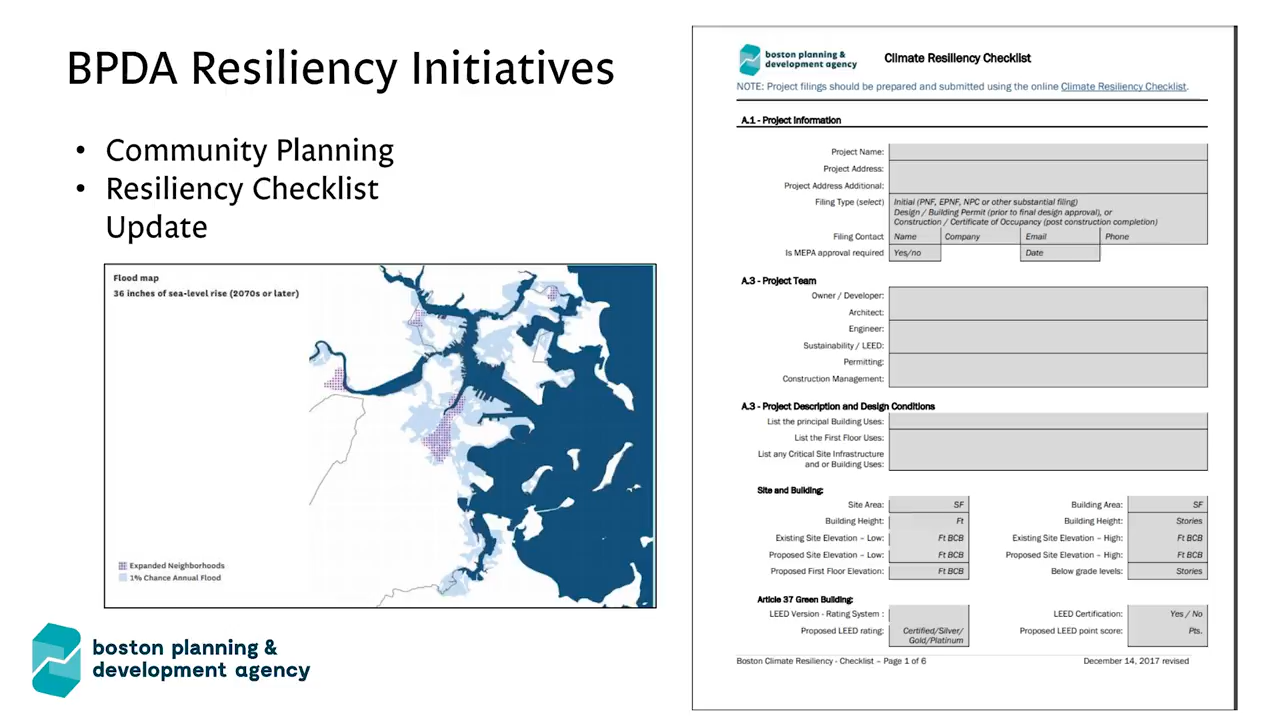 BPDA Resiliency Initiatives
• Community Planning
• Resiliency Checklist
Update
Flood map
36 inches of sea-level rise (2070s or later)
Expanded Neighborhoods
1% Chance Annual Flood
boston planning &
development agency
boston planning &
development agency
Climate Resiliency Checklist
NOTE: Project filings should be prepared and submitted using the online Climate Resiliency Checklist.
A.1 - Project Information
Project Name:
Project Address:
Project Address Additional:
Filing Type (select) Initial (PNF, EPNF, NPC or other substantial filing)
Design / Building Permit (prior to final design approval), or
Construction / Certificate of Occupancy (post construction completion)
Filing Contact Name Company Email Phone
Is MEPA approval required Yes/no Date
A.3 - Project Team
Owner / Developer:
Architect:
Engineer:
Sustainability / LEED:
Permitting:
Construction Management:
A.3 - Project Description and Design Conditions
List the principal Building Uses:
List the First Floor Uses:
List any Critical Site Infrastructure
and or Building Uses:
Site and Building:
Site Area: SF Building Area: SF
Building Height: Ft Building Height: Stories
Existing Site Elevation – Low: Ft BCB Existing Site Elevation – High: Ft BCB
Proposed Site Elevation – Low: Ft BCB Proposed Site Elevation – High: Ft BCB
Proposed First Floor Elevation: Ft BCB Below grade levels: Stories
Article 37 Green Building:
LEED Version - Rating System : LEED Certification: Yes / No
Proposed LEED rating: Certified/Silver/ Proposed LEED point score: Pts.
Gold/Platinum
Boston Climate Resiliency - Checklist – Page 1 of 6 December 14, 2017 revised